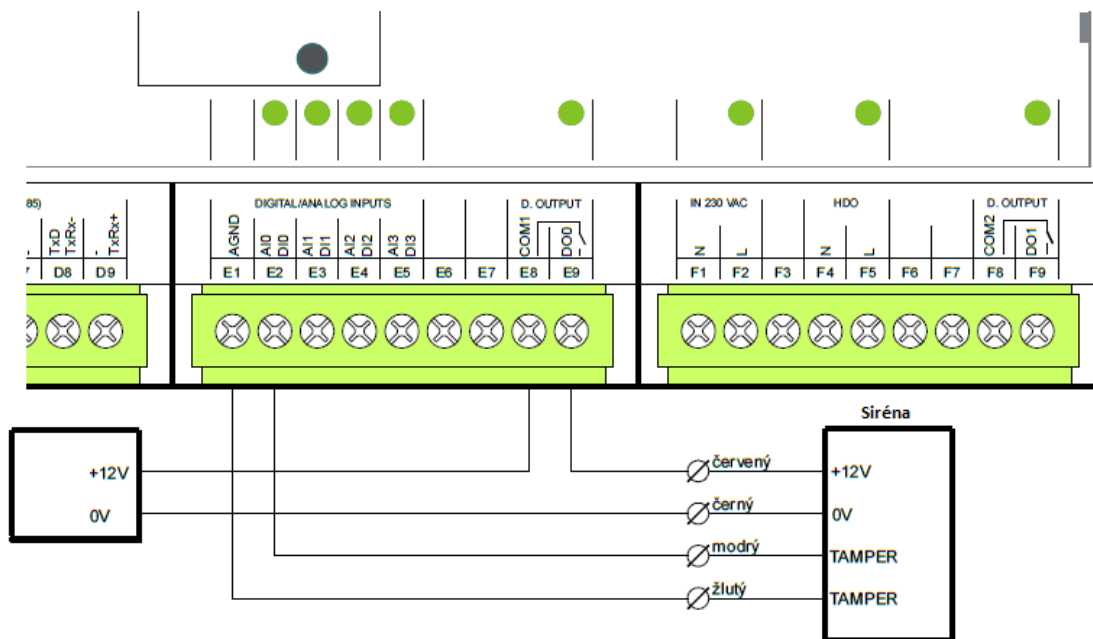 85)
DIGITAL/ANALOG INPUTS
D. OUTPUT
IN 230 VAC
HDO
D. OUTPUT
-
TxD
TxRx-
-
TxRx+
AGND
AI0
DI0
AI1
DI1
AI2
DI2
AI3
DI3
COM1
DO0
N
L
N
L
COM2
DO1
7 D8 D9
E1 E2 E3 E4 E5 E6 E7 E8 E9
F1 F2 F3 F4 F5 F6 F7 F8 F9
Siréna
+12V
červený
+12V
0V
černý
0V
modrý
TAMPER
žlutý
TAMPER